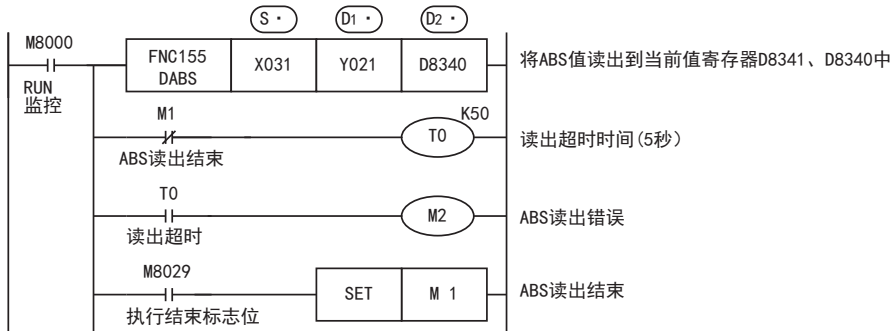 S· D1· D2·
M8000
FNC155 DABS X031 Y021 D8340 将ABS值读出到当前值寄存器D8341、D8340中
RUN
监控
M1 K50
T0 读出超时时间(5秒)
ABS读出结束
T0
M2 ABS读出错误
读出超时
M8029
SET M 1 ABS读出结束
执行结束标志位